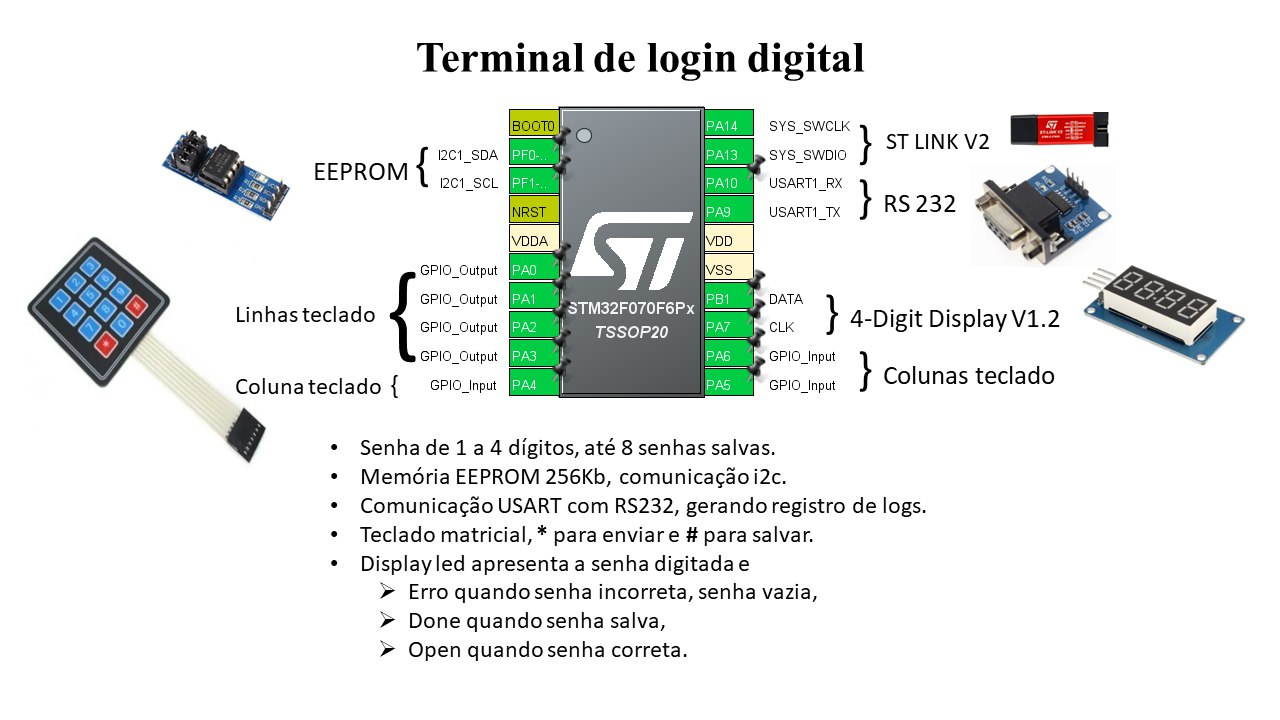 Terminal de login digital
BOOT0
PA14
SYS_SWCLK
ST LINK V2
EEPROM
I2C1_SDA
PF0-..
PA13
SYS_SWDIO
I2C1_SCL
PF1-..
PA10
USART1_RX
RS 232
NRST
PA9
USART1_TX
VDDA
VDD
GPIO_Output
PA0
VSS
Linhas teclado
GPIO_Output
PA1
STM32F070F6Px
PB1
DATA
4-Digit Display V1.2
GPIO_Output
PA2
TSSOP20
PA7
CLK
GPIO_Output
PA3
PA6
GPIO_Input
Colunas teclado
Coluna teclado
GPIO_Input
PA4
PA5
GPIO_Input
• Senha de 1 a 4 dígitos, até 8 senhas salvas.
• Memória EEPROM 256Kb, comunicação i2c.
• Comunicação USART com RS232, gerando registro de logs.
• Teclado matricial, * para enviar e # para salvar.
• Display led apresenta a senha digitada e
➢ Erro quando senha incorreta, senha vazia,
➢ Done quando senha salva,
➢ Open quando senha correta.